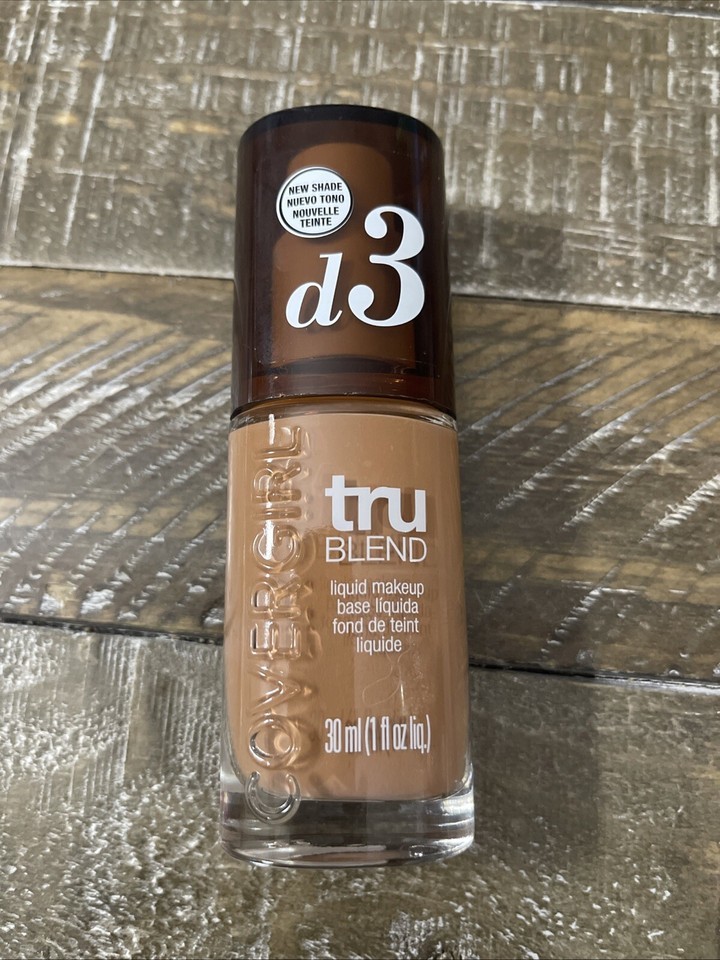 NEW SHADE
NUEVO TONO
NOUVELLE
TEINTE
d3
COVERGIRL
tru
BLEND
liquid makeup
base líquida
fond de teint
liquide
30 ml (1 fl oz liq.)